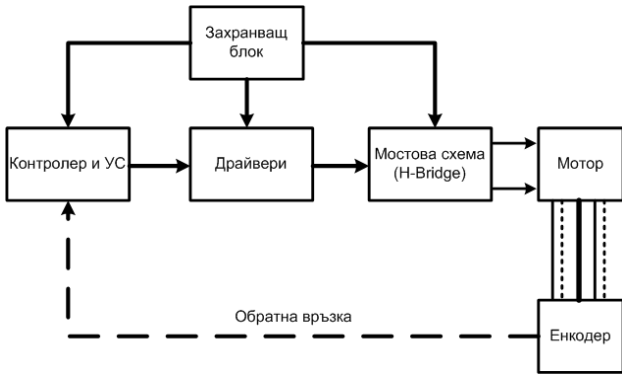 Захранващ
блок
Контролер и УС
Драйвери
Мостова схема
(H-Bridge)
Мотор
Обратна връзка
Енкодер